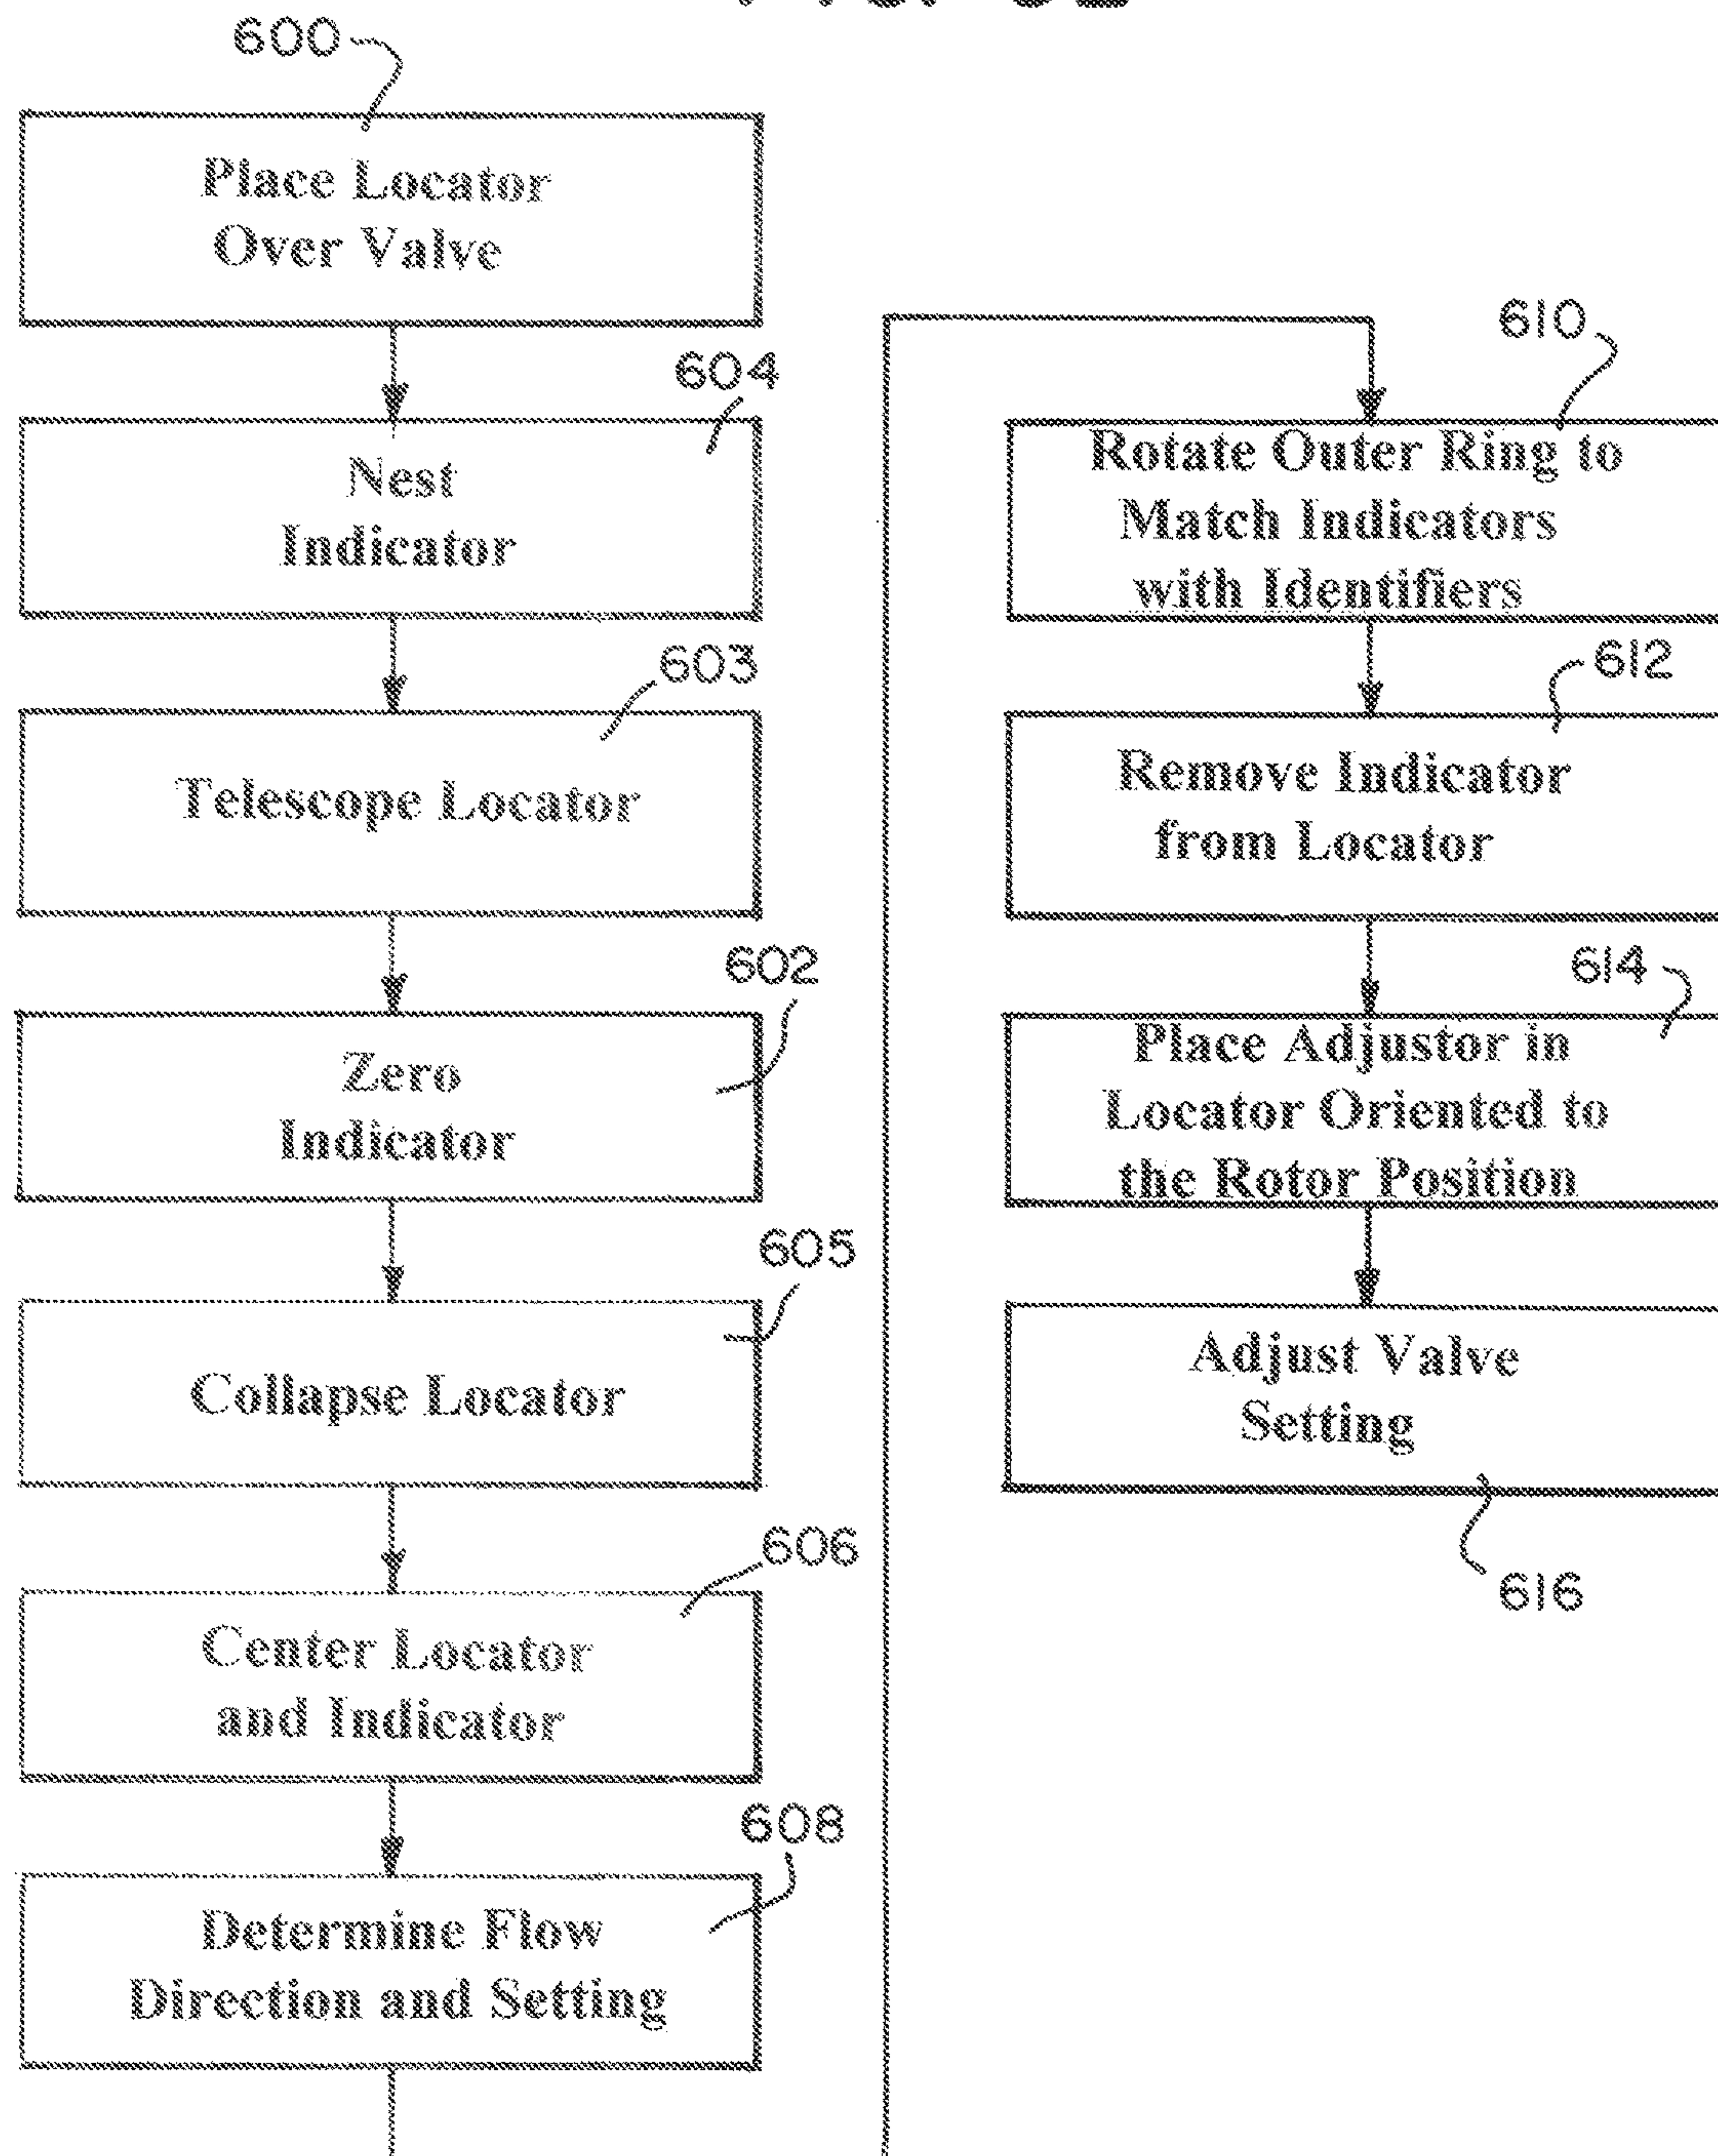 600
Place Locator
Over Valve
604
Nest
Indicator
603
Telescope Locator
602
Zero
Indicator
605
Collapse Locator
606
Center Locator
and Indicator
608
Determine Flow
Direction and Setting
610
Rotate Outer Ring to
Match Indicators
with Identifiers
612
Remove Indicator
from Locator
614
Place Adjustor in
Locator Oriented to
the Rotor Position
Adjust Valve
Setting
616